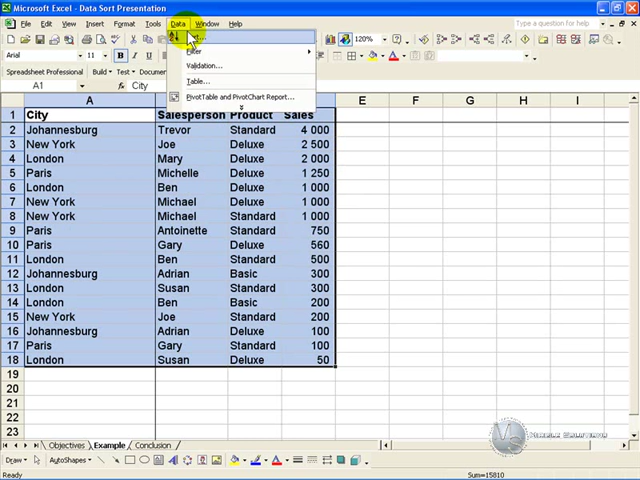 Microsoft Excel - Data Sort Presentation
File Edit View Insert Format Tools Data Window Help
Type a question for help
120%
Arial 11 B
Filter
Spreadsheet Professional Build Test Document
Validation...
Table...
A1
PivotTable and PivotChart Report...
A E F G H I
1 City Salesperson Product Sales
2 Johannesburg Trevor Standard 4 000
3 New York Joe Deluxe 2 500
4 London Mary Deluxe 2 000
5 Paris Michelle Deluxe 1 250
6 London Ben Deluxe 1 000
7 New York Michael Deluxe 1 000
8 New York Michael Standard 1 000
9 Paris Antoinette Standard 750
10 Paris Gary Deluxe 560
11 London Ben Standard 500
12 Johannesburg Adrian Basic 300
13 London Susan Standard 300
14 London Ben Basic 200
15 New York Joe Standard 200
16 Johannesburg Adrian Deluxe 100
17 Paris Gary Standard 100
18 London Susan Deluxe 50
19
20
21
22
23
Objectives Example Conclusion
Draw AutoShapes
Ready Sum=15810